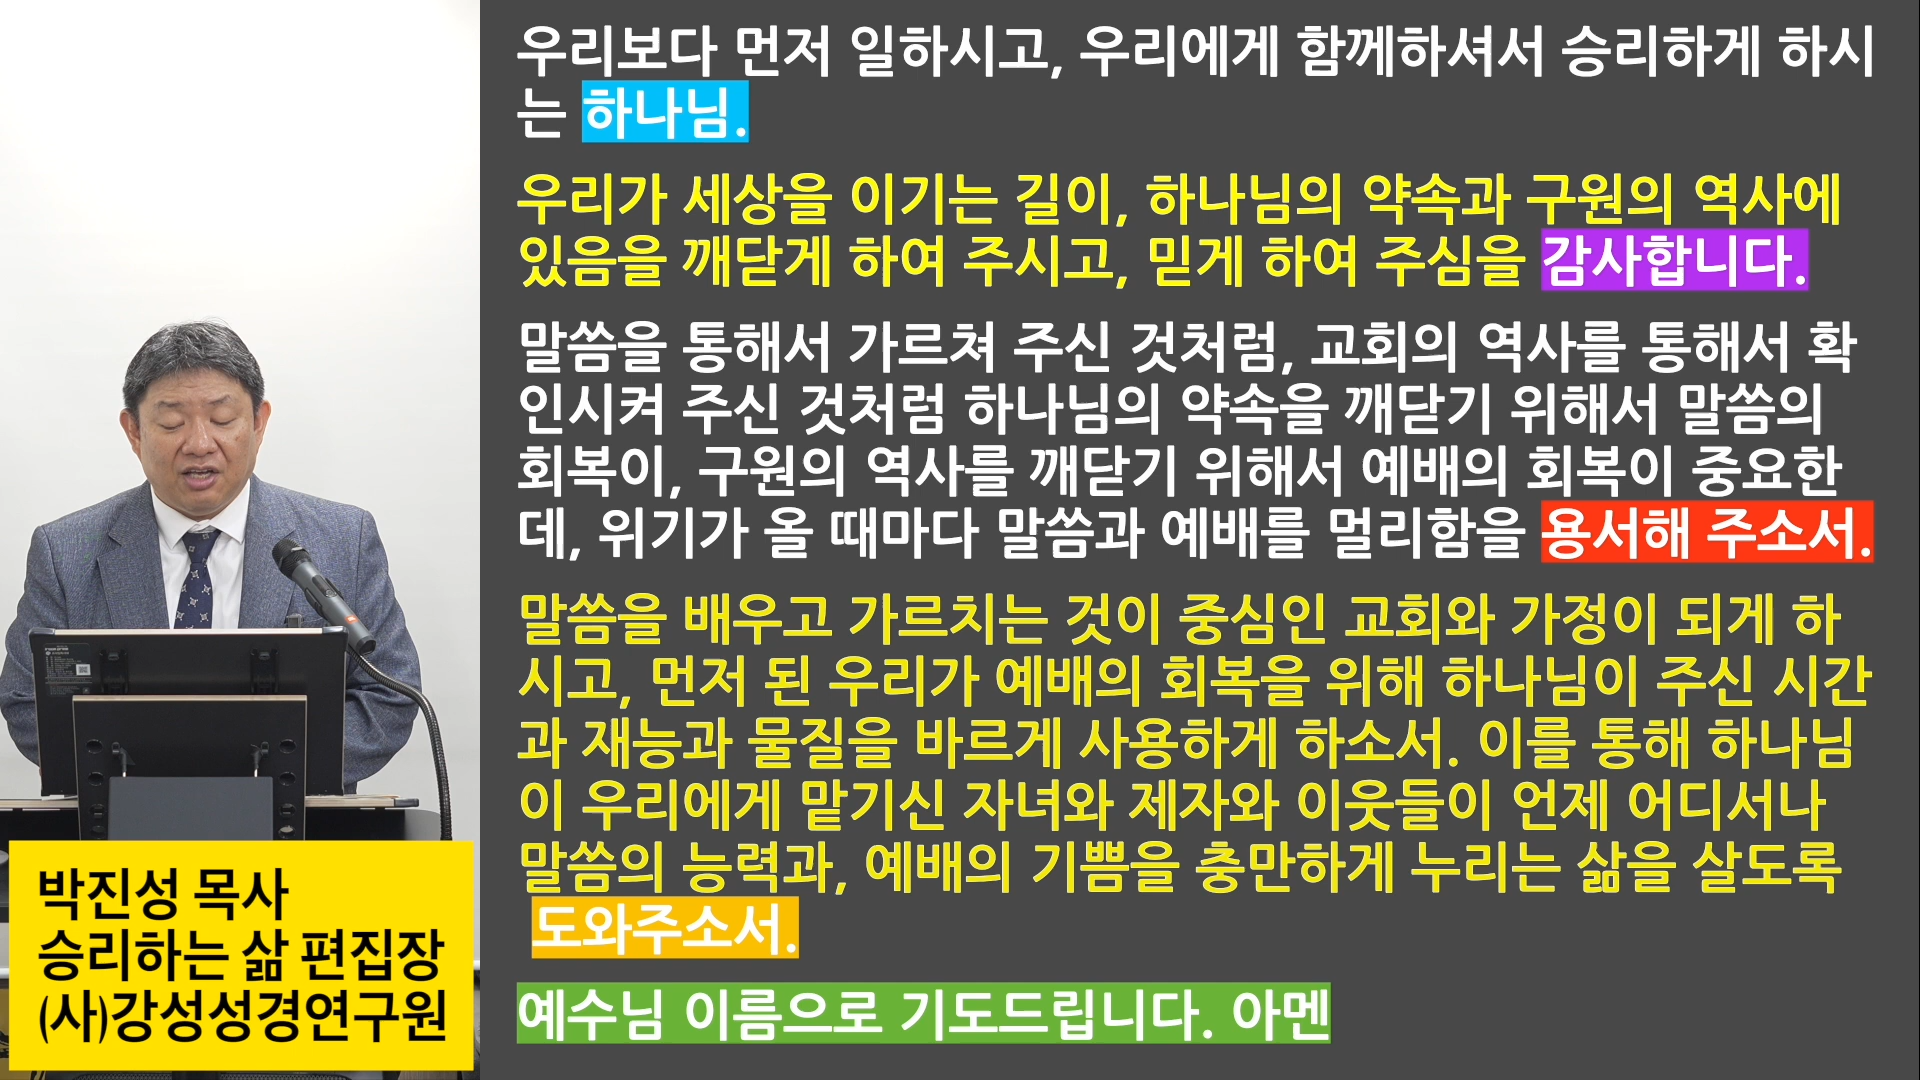 우리보다 먼저 일하시고, 우리에게 함께하셔서 승리하게 하시
는 하나님.
우리가 세상을 이기는 길이, 하나님의 약속과 구원의 역사에
있음을 깨닫게 하여 주시고, 믿게 하여 주심을 감사합니다.
말씀을 통해서 가르쳐 주신 것처럼, 교회의 역사를 통해서 확
인시켜 주신 것처럼 하나님의 약속을 깨닫기 위해서 말씀의
회복이, 구원의 역사를 깨닫기 위해서 예배의 회복이 중요한
데, 위기가 올 때마다 말씀과 예배를 멀리함을 용서해 주소서.
말씀을 배우고 가르치는 것이 중심인 교회와 가정이 되게 하
시고, 먼저 된 우리가 예배의 회복을 위해 하나님이 주신 시간
과 재능과 물질을 바르게 사용하게 하소서. 이를 통해 하나님
이 우리에게 맡기신 자녀와 제자와 이웃들이 언제 어디서나
말씀의 능력과, 예배의 기쁨을 충만하게 누리는 삶을 살도록
도와주소서.
예수님 이름으로 기도드립니다. 아멘
박진성 목사
승리하는 삶 편집장
(사)강성성경연구원